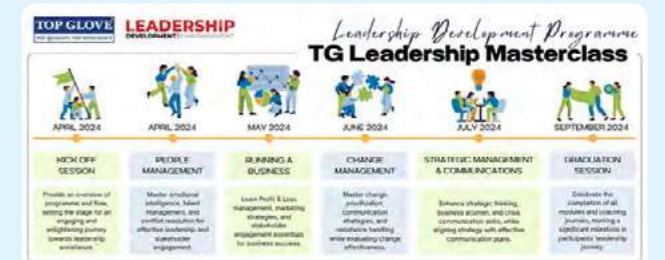 TOP GLOVE
TOP QUALITY, TOP EFFICIENCY
LEADERSHIP
DEVELOPMENT
Leadership Development Programme
TG Leadership Masterclass
APRIL 2024
APRIL 2024
MAY 2024
JUNE 2024
JULY 2024
SEPTEMBER 2024
KICK OFF
SESSION
PEOPLE
MANAGEMENT
RUNNING A
BUSINESS
CHANGE
MANAGEMENT
STRATEGIC MANAGEMENT
& COMMUNICATIONS
GRADUATION
SESSION
Provide an overview of
programme and flow,
setting the stage for an
engaging and
enlightening journey
towards leadership
excellence.
Master emotional
intelligence, talent
management, and
conflict resolution for
effective leadership and
stakeholder
engagement.
Learn Profit & Loss
management, marketing
strategies, and
stakeholder
engagement essentials
for business success.
Master change
prioritization,
communication
strategies, and
resistance handling
while evaluating change
effectiveness.
Enhance strategic thinking,
business acumen, and crisis
communication skills, while
aligning strategy with effective
communication plans.
Celebrate the
completion of all
modules and coaching
journey, marking a
significant milestone in
participants' leadership
journey.